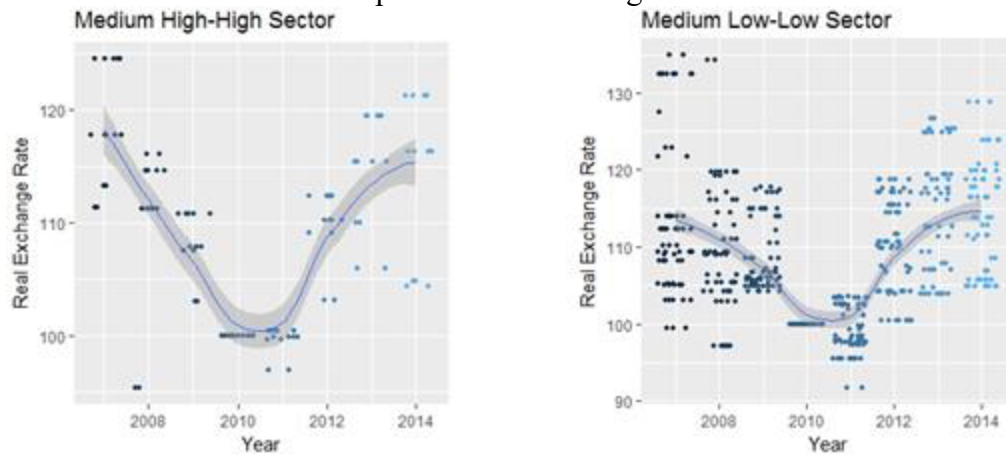 Medium High-High Sector
120
110
100
Real Exchange Rate
2008 2010 2012 2014
Year
Medium Low-Low Sector
130
120
110
100
90
Real Exchange Rate
2008 2010 2012 2014
Year